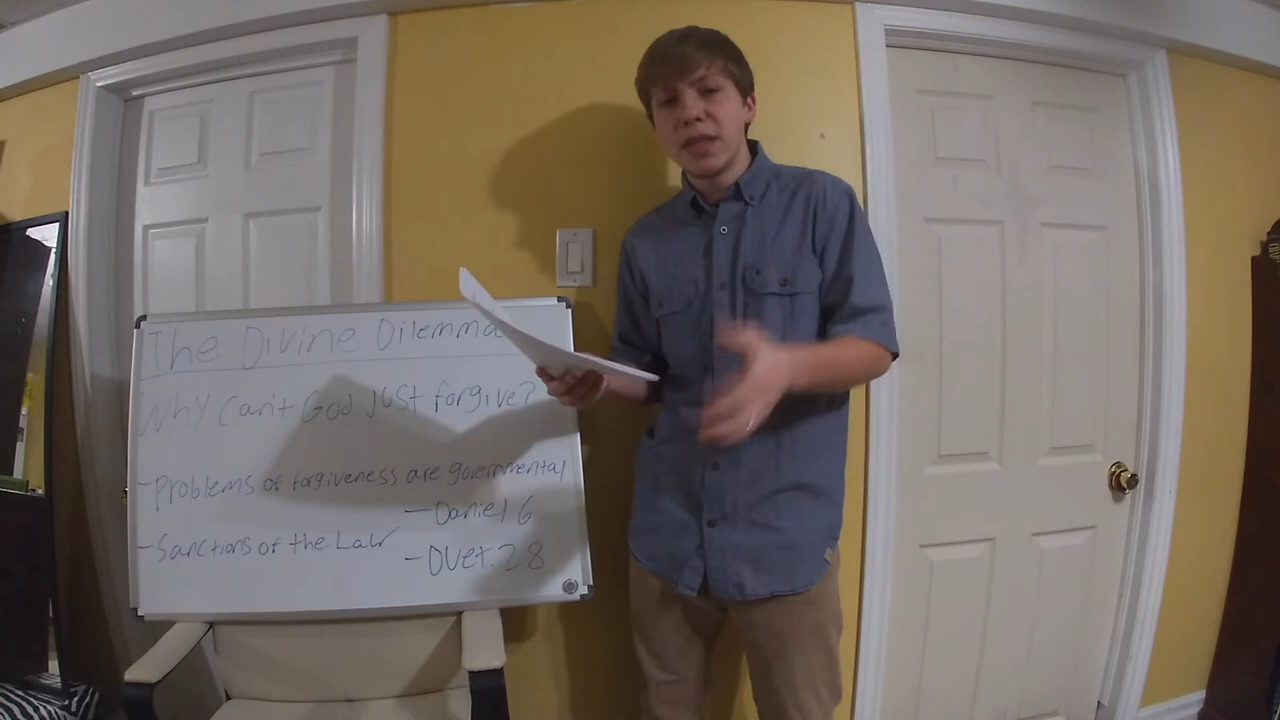 The Divine Dilemma
Why can't God just forgive?
-Problems of forgiveness are governmental
-Daniel 6
-Sanctions of the Law
-Duet. 28